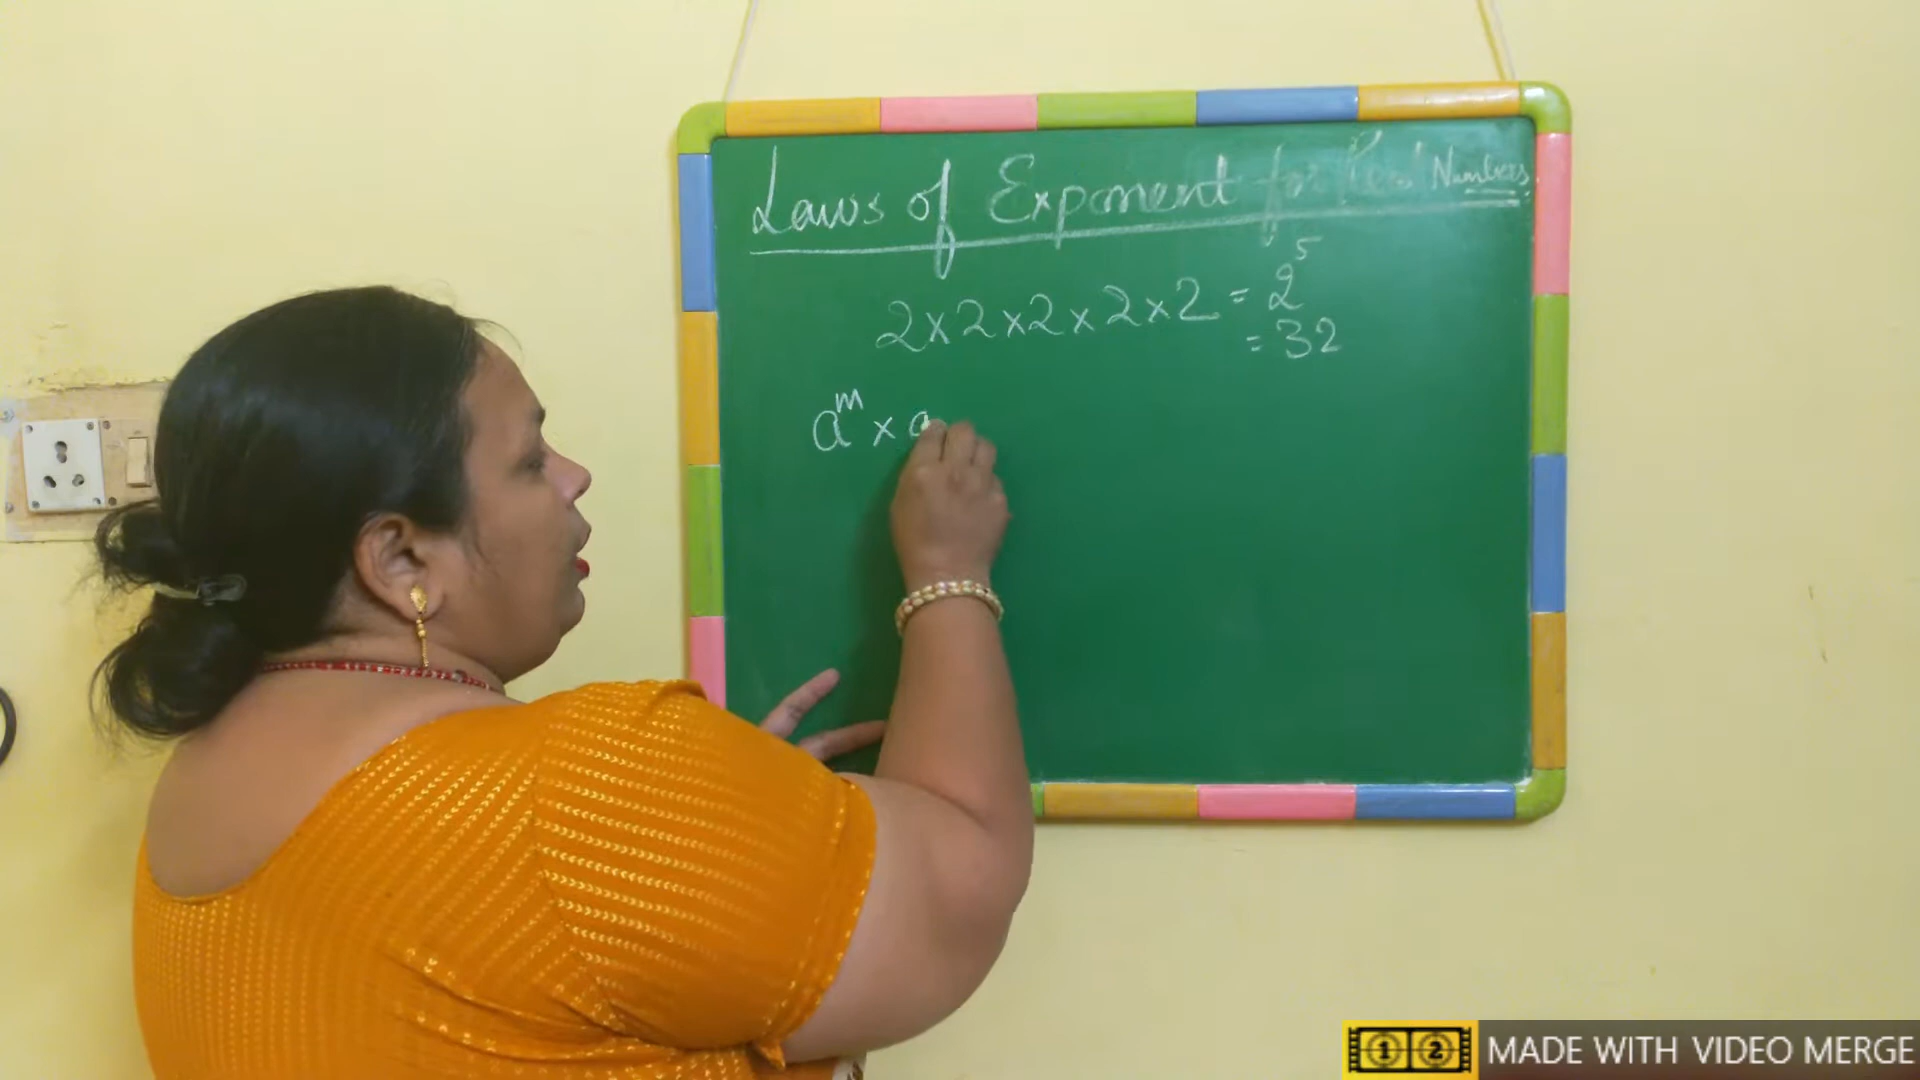 Laws of Exponent for Real Numbers
2×2×2×2×2 = 2⁵
= 32
aᵐ × a
MADE WITH VIDEO MERGE